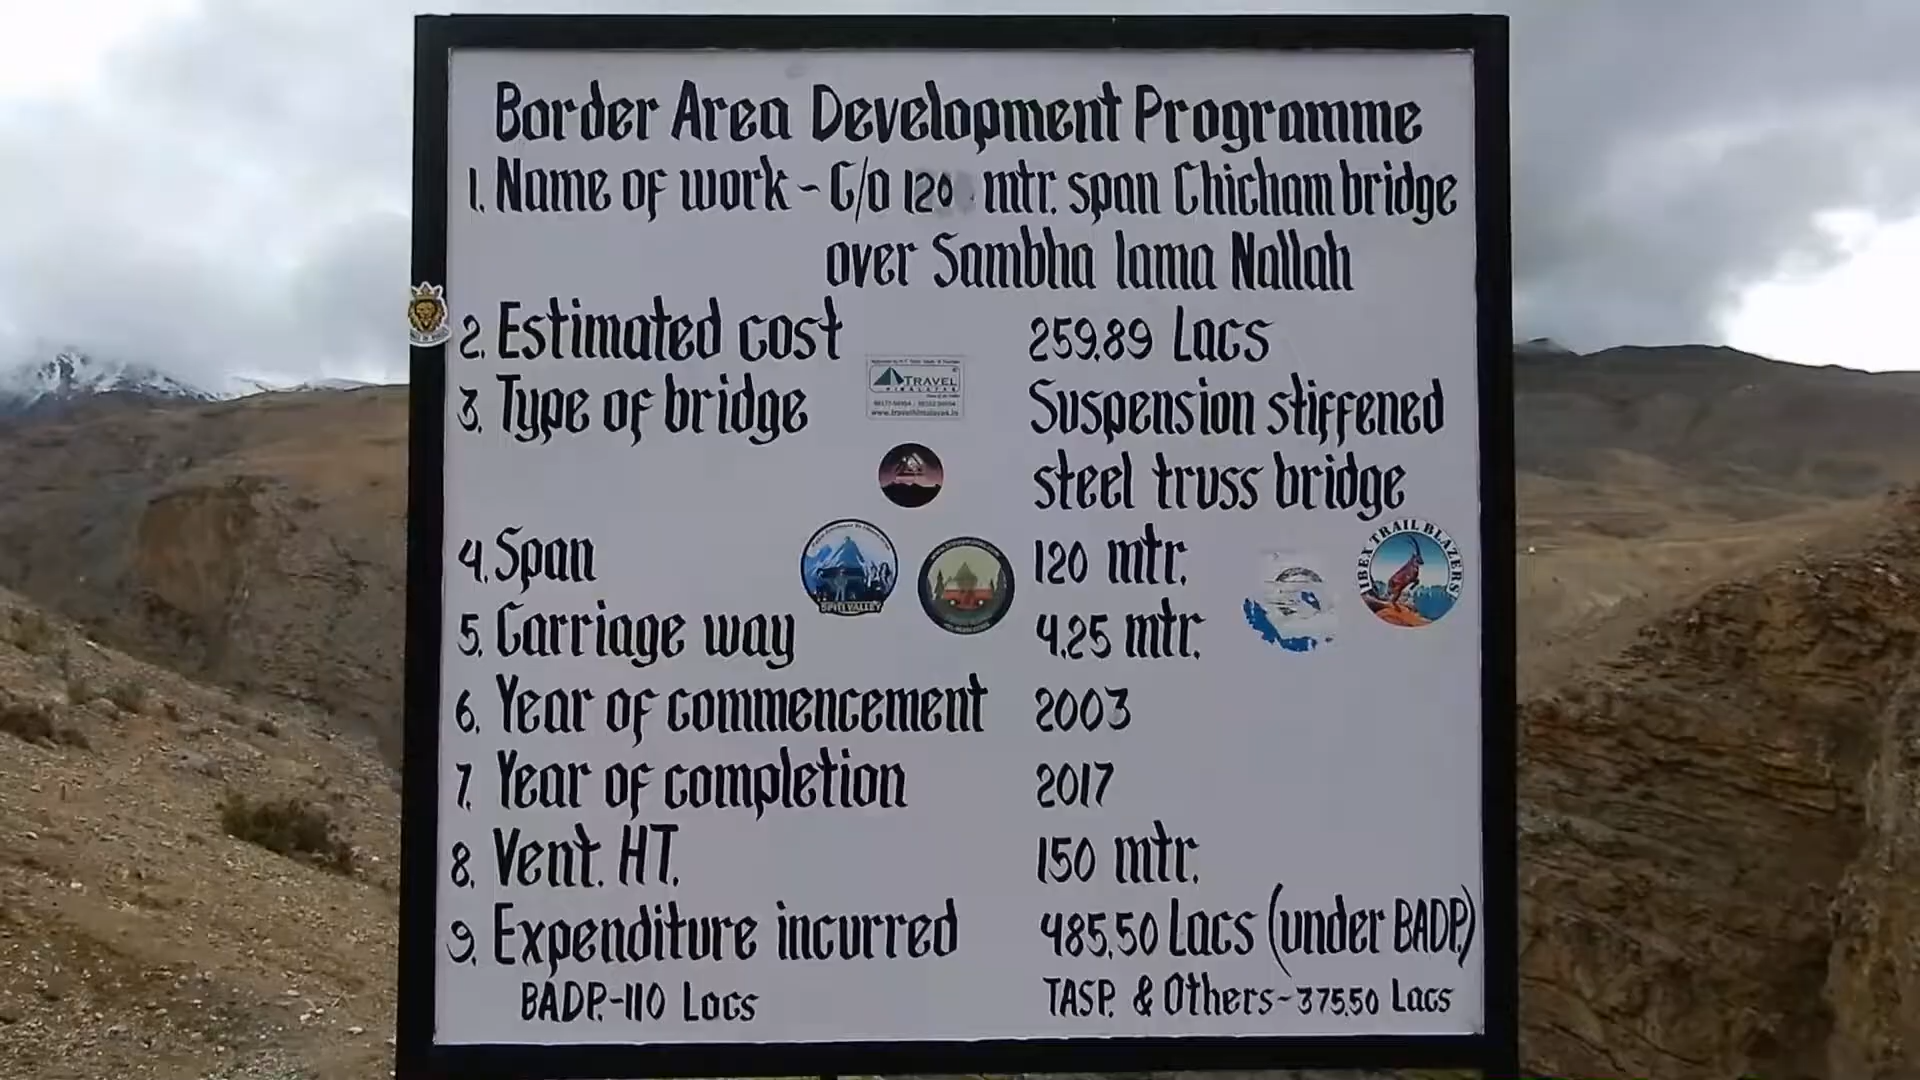 Border Area Development Programme
1. Name of work - C/o 120 mtr. span Chicham bridge
over Sambha lama Nallah
2. Estimated cost 259.89 Lacs
3. Type of bridge Suspension stiffened
steel truss bridge
TRAVEL
HIMALAYAS
www.travelhimalayas.in
4. Span 120 mtr.
SPITI VALLEY
IBEX TRAIL BLAZERS
5. Carriage way 4.25 mtr.
6. Year of commencement 2003
7. Year of completion 2017
8. Vent. HT. 150 mtr.
9. Expenditure incurred 485.50 Lacs (under BADP.)
BADP.-110 Lacs TASP. & Others-375.50 Lacs